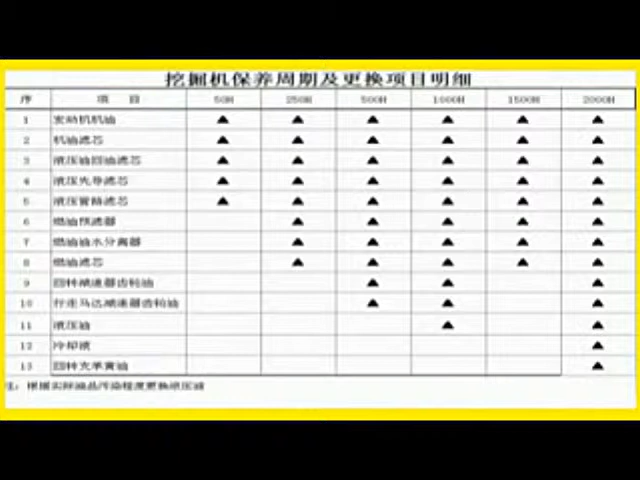 挖掘机保养周期及更换项目明细
序 项 目 50H 250H 500H 1000H 1500H 2000H
1 发动机机油 ▲ ▲ ▲ ▲ ▲ ▲
2 机油滤芯 ▲ ▲ ▲ ▲ ▲ ▲
3 液压油回油滤芯 ▲ ▲ ▲ ▲ ▲ ▲
4 液压先导滤芯 ▲ ▲ ▲ ▲ ▲ ▲
5 液压管路滤芯 ▲ ▲ ▲ ▲ ▲ ▲
6 燃油预滤器 ▲ ▲ ▲ ▲ ▲
7 燃油油水分离器 ▲ ▲ ▲ ▲ ▲
8 燃油滤芯 ▲ ▲ ▲ ▲ ▲
9 回转减速器齿轮油 ▲ ▲ ▲
10 行走马达减速器齿轮油 ▲ ▲ ▲
11 液压油 ▲ ▲
12 冷却液 ▲
13 回转支承黄油 ▲
注：根据实际油品污染程度更换液压油